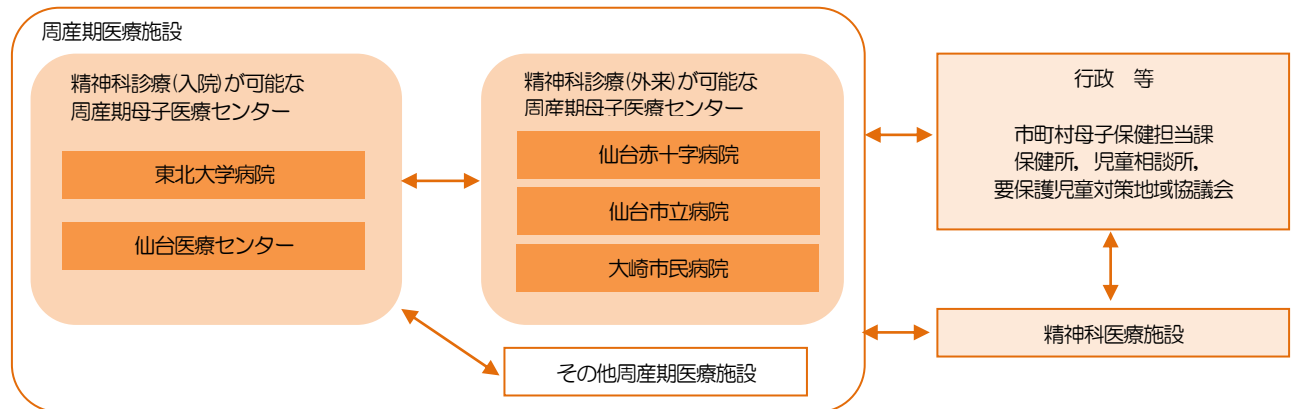 周産期医療施設
精神科診療(入院)が可能な
周産期母子医療センター
東北大学病院
仙台医療センター
精神科診療(外来)が可能な
周産期母子医療センター
仙台赤十字病院
仙台市立病院
大崎市民病院
その他周産期医療施設
行政　等
市町村母子保健担当課
保健所，児童相談所，
要保護児童対策地域協議会
精神科医療施設